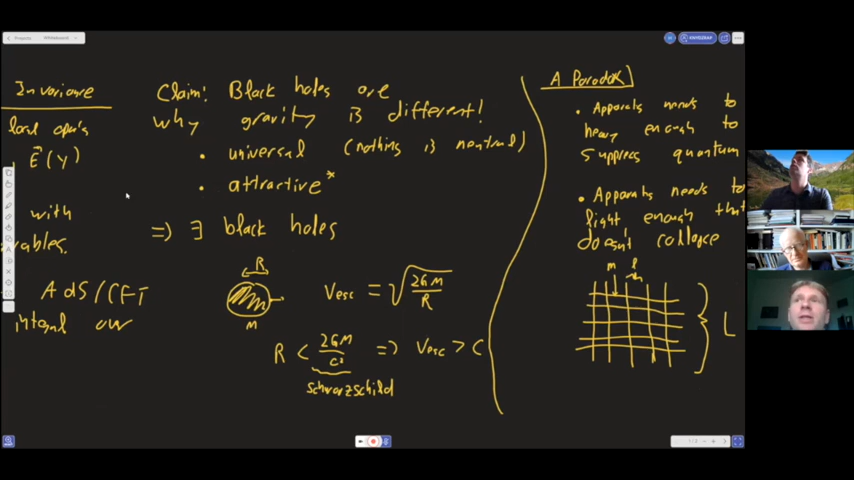 Invariance
local
E(y)
with
AdS/CFT
integral over
Claim! Black holes are
why gravity is different!
• universal (nothing is neutral)
• attractive*
=> ∃ black holes
R
M
Vesc = √(2GM/R)
R < 2GM/c² => Vesc > C
Schwarzschild
A Paradox
• Apparatus needs to
heavy enough to
suppress quantum
• Apparatus needs to
light enough that
doesn't collapse
m
l
L